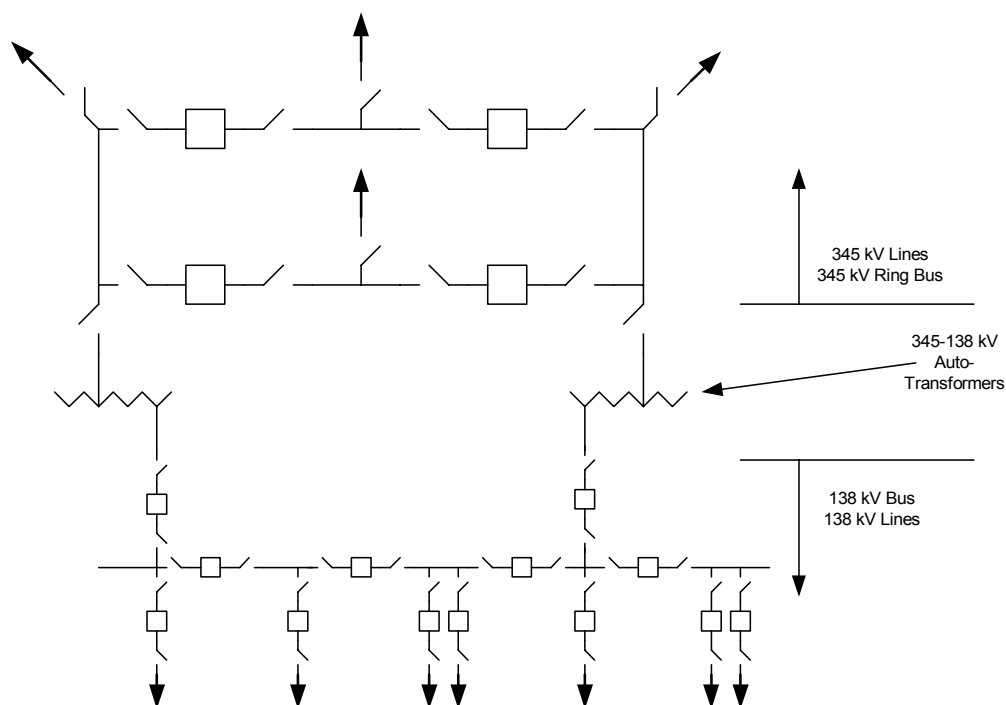 345 kV Lines
345 kV Ring Bus
345-138 kV
Auto-
Transformers
138 kV Bus
138 kV Lines